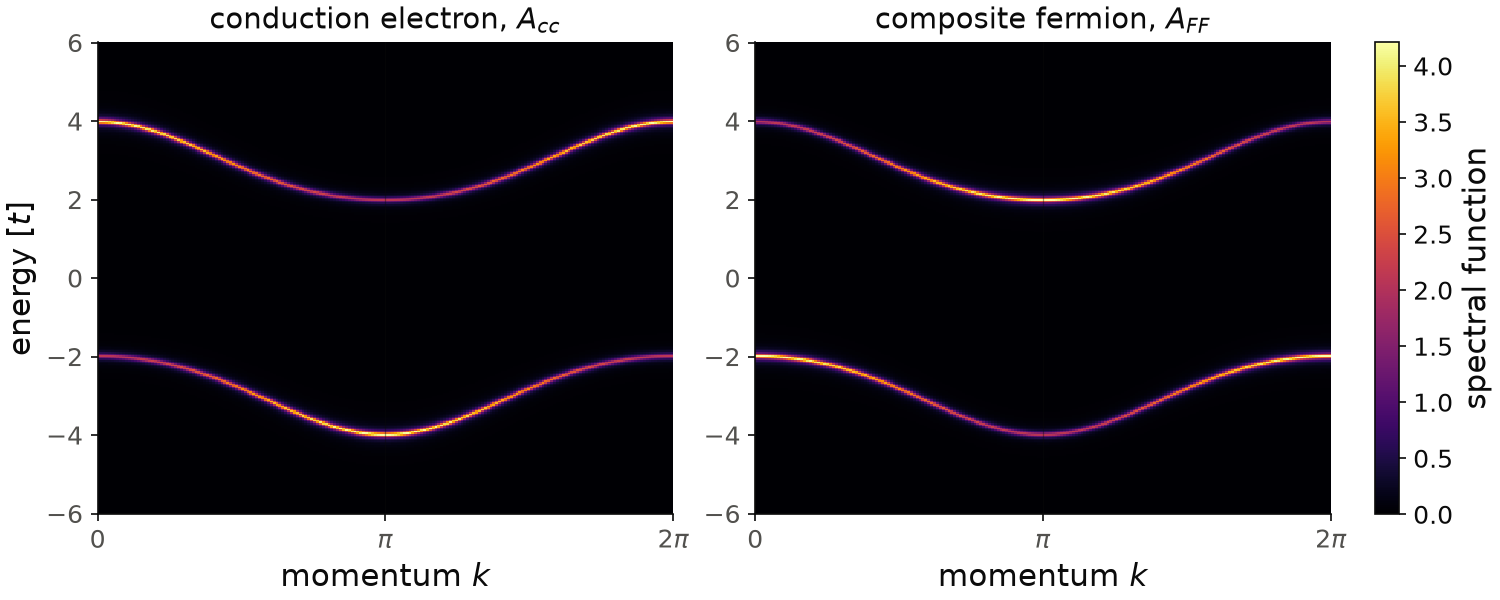 conduction electron, A_cc
composite fermion, A_FF
energy [t]
6
4
2
0
−2
−4
−6
0
π
2π
momentum k
6
4
2
0
−2
−4
−6
0
π
2π
momentum k
4.0
3.5
3.0
2.5
2.0
1.5
1.0
0.5
0.0
spectral function